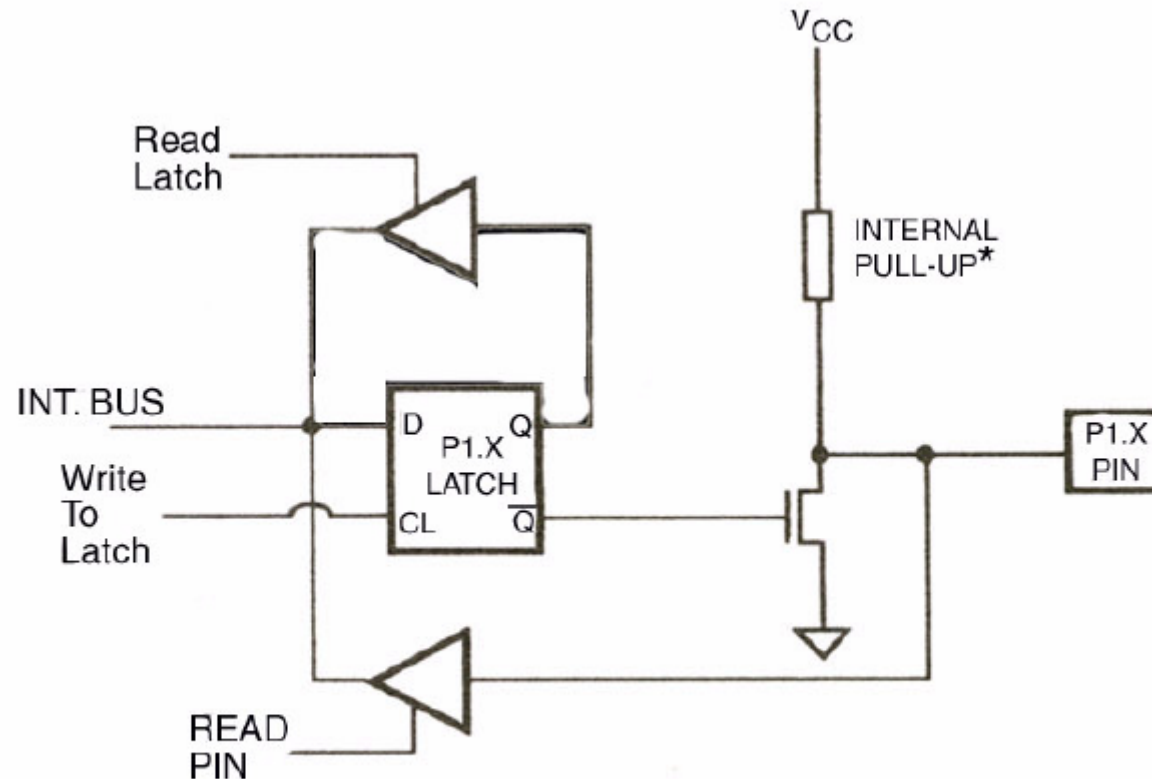 VCC
Read
Latch
INTERNAL
PULL-UP*
INT. BUS
D
Q
P1.X
LATCH
CL
Q̅
P1.X
PIN
Write
To
Latch
READ
PIN